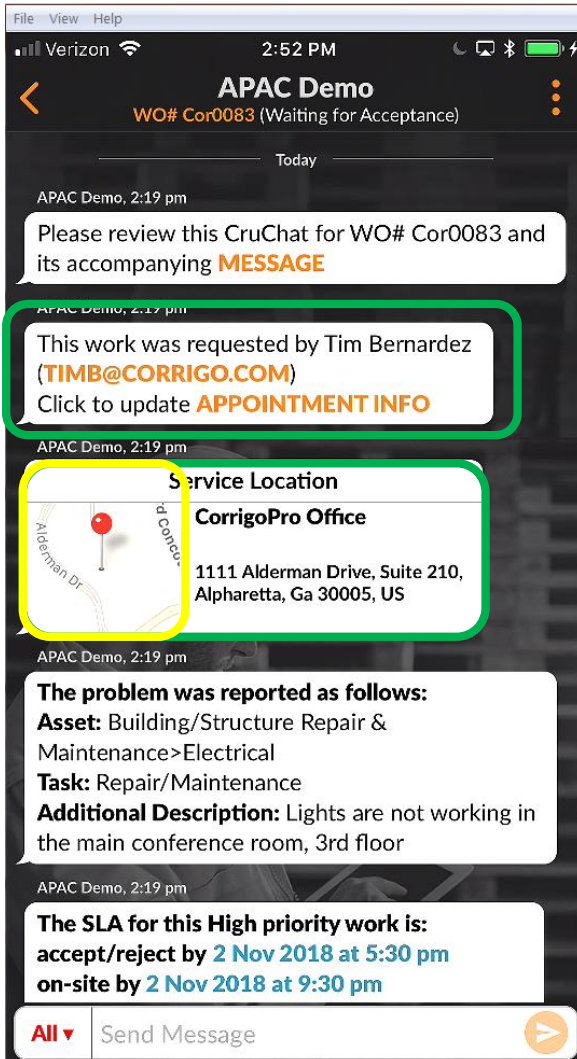 File View Help
Verizon 2:52 PM
APAC Demo
WO# Cor0083 (Waiting for Acceptance)
Today
APAC Demo, 2:19 pm
Please review this CruChat for WO# Cor0083 and
its accompanying MESSAGE
APAC Demo, 2:19 pm
This work was requested by Tim Bernardez
(TIMB@CORRIGO.COM)
Click to update APPOINTMENT INFO
APAC Demo, 2:19 pm
Service Location
Alderman Dr
rd Conco
CorrigoPro Office
1111 Alderman Drive, Suite 210,
Alpharetta, Ga 30005, US
APAC Demo, 2:19 pm
The problem was reported as follows:
Asset: Building/Structure Repair &
Maintenance>Electrical
Task: Repair/Maintenance
Additional Description: Lights are not working in
the main conference room, 3rd floor
APAC Demo, 2:19 pm
The SLA for this High priority work is:
accept/reject by 2 Nov 2018 at 5:30 pm
on-site by 2 Nov 2018 at 9:30 pm
All ▾ Send Message